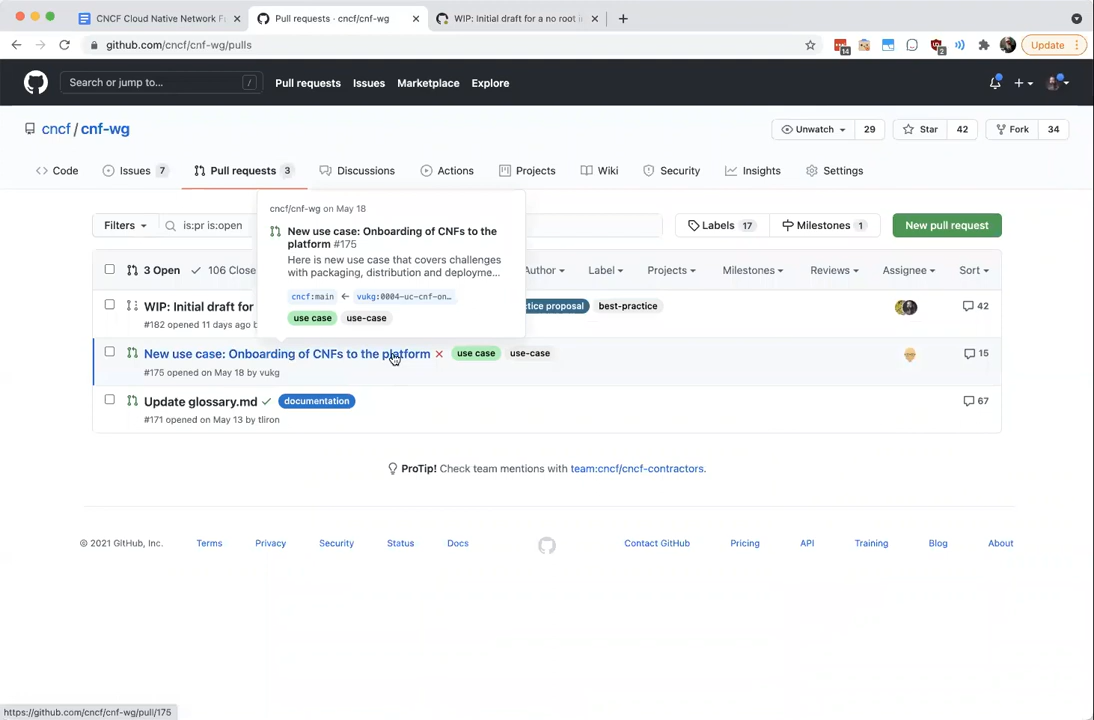 CNCF Cloud Native Network F
Pull requests · cncf/cnf-wg
WIP: Initial draft for a no root i
github.com/cncf/cnf-wg/pulls
14
2
Update
Search or jump to...
/
Pull requests
Issues
Marketplace
Explore
cncf / cnf-wg
Unwatch
29
Star
42
Fork
34
Code
Issues 7
Pull requests 3
Discussions
Actions
Projects
Wiki
Security
Insights
Settings
Filters
is:pr is:open
Labels 17
Milestones 1
New pull request
cncf/cnf-wg on May 18
New use case: Onboarding of CNFs to the
platform #175
Here is new use case that covers challenges
with packaging, distribution and deployme...
cncf:main ← vukg:0004-uc-cnf-on…
use case
use-case
3 Open
106 Close
Author
Label
Projects
Milestones
Reviews
Assignee
Sort
WIP: Initial draft for
ctice proposal
best-practice
42
#182 opened 11 days ago b
New use case: Onboarding of CNFs to the platform
use case
use-case
15
#175 opened on May 18 by vukg
Update glossary.md
documentation
67
#171 opened on May 13 by tliron
ProTip! Check team mentions with team:cncf/cncf-contractors.
© 2021 GitHub, Inc.
Terms
Privacy
Security
Status
Docs
Contact GitHub
Pricing
API
Training
Blog
About
https://github.com/cncf/cnf-wg/pull/175